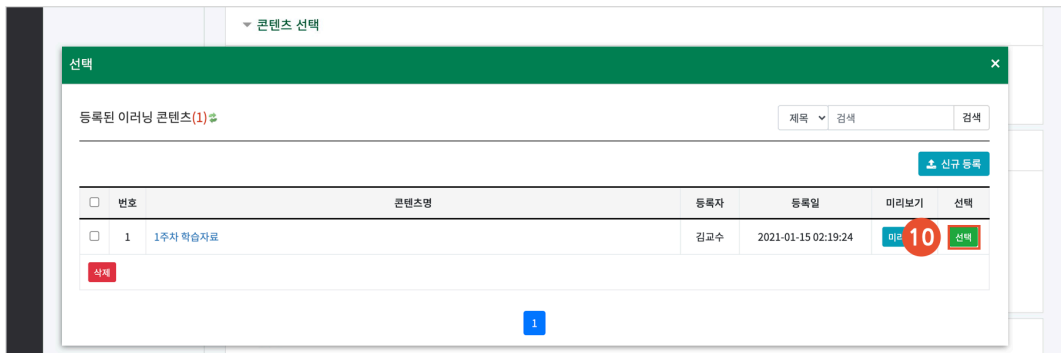 콘텐츠 선택
선택 ×
등록된 이러닝 콘텐츠(1) 제목 검색 검색
신규 등록
번호 콘텐츠명 등록자 등록일 미리보기 선택
1 1주차 학습자료 김교수 2021-01-15 02:19:24 10 선택
삭제
1